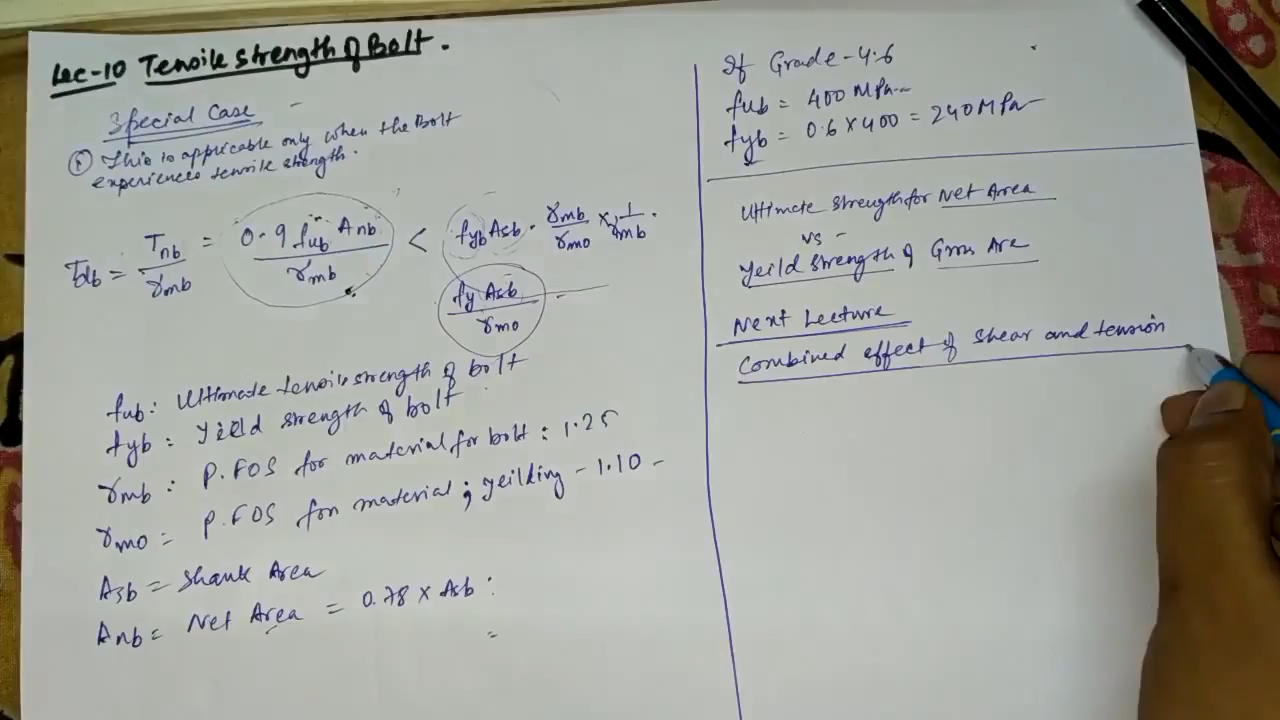 Lec-10 Tensile strength of Bolt.
Special Case
① This is applicable only when the Bolt
experiences tensile strength.
Tdb = Tnb / γmb = 0.9 fub Anb / γmb < fyb Asb · γmb / γmo × 1 / γmb.
fy Asb / γmo
fub: Ultimate tensile strength of bolt
fyb: Yield strength of bolt
γmb: P.FOS for material for bolt: 1.25
γmo = P.FOS for material; yeilding - 1.10 -
Asb = Shank Area
Anb = Net Area = 0.78 × Asb :
=
If Grade - 4.6
fub = 400 MPa
fyb = 0.6 × 400 = 240 MPa
Ultimate strength for Net Area
vs -
Yeild strength of Gross Are
Next Lecture
Combined effect of shear and tension